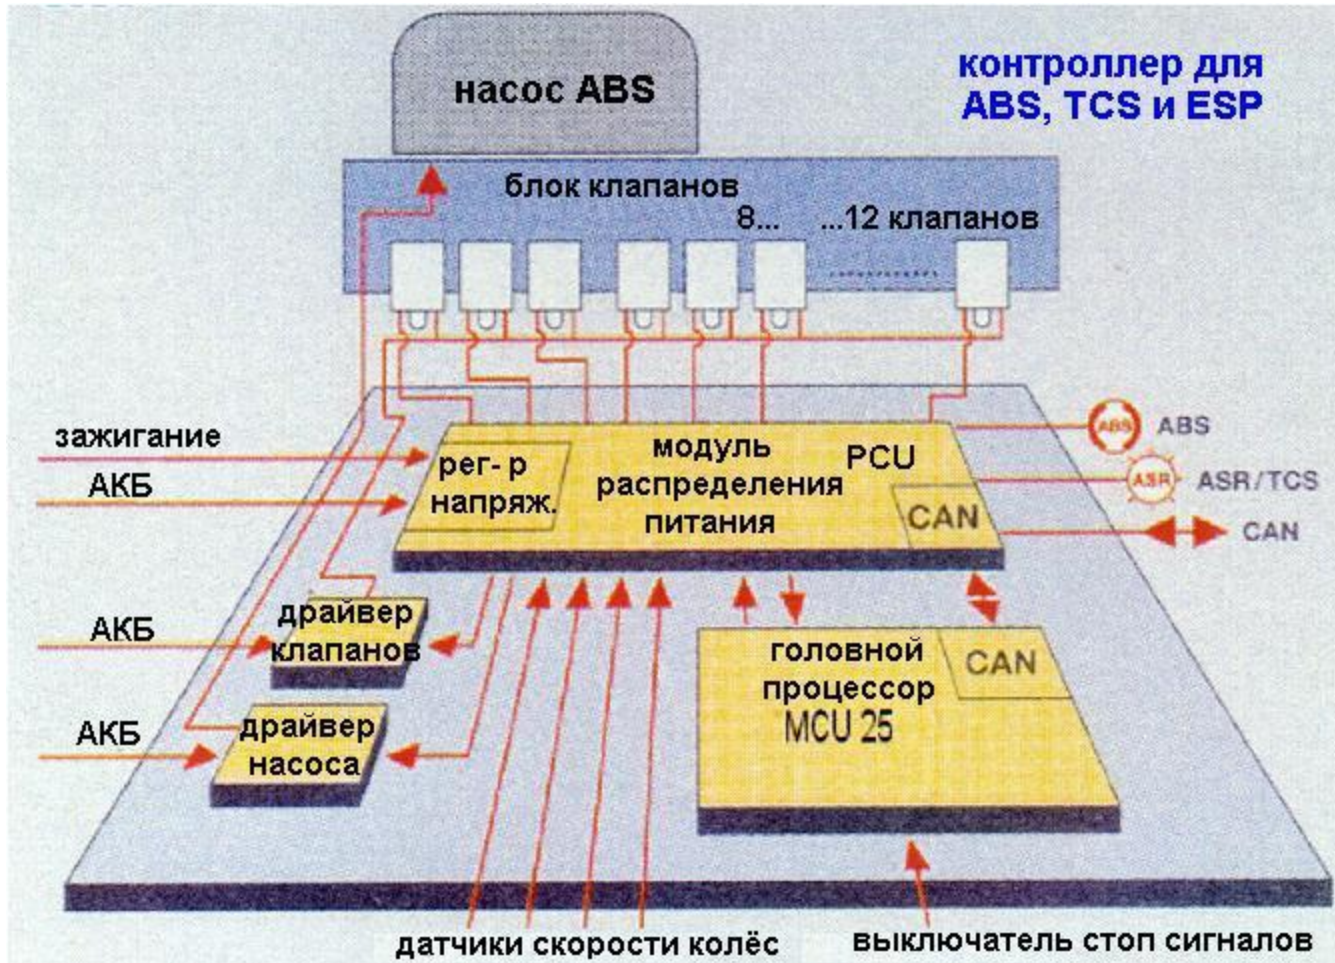 насос ABS
контроллер для
ABS, TCS и ESP
блок клапанов
8... ...12 клапанов
зажигание
АКБ
рег- р
напряж.
модуль
распределения
питания
PCU
CAN
ABS
ABS
ASR
ASR/TCS
CAN
АКБ
драйвер
клапанов
АКБ
драйвер
насоса
головной
процессор
MCU 25
CAN
датчики скорости колёс
выключатель стоп сигналов